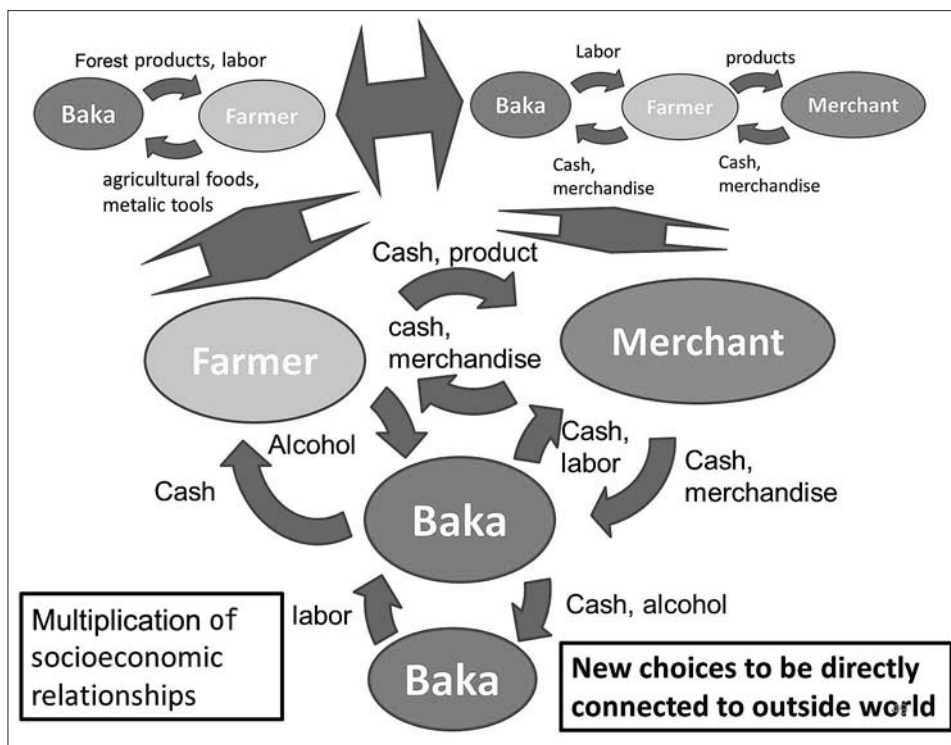 Forest products, labor
Baka
Farmer
agricultural foods,
metalic tools
Labor
products
Baka
Farmer
Merchant
Cash,
merchandise
Cash,
merchandise
Cash, product
Farmer
cash,
merchandise
Merchant
Alcohol
Cash
Cash,
labor
Cash,
merchandise
Baka
labor
Cash, alcohol
Baka
Multiplication of
socioeconomic
relationships
New choices to be directly
connected to outside world